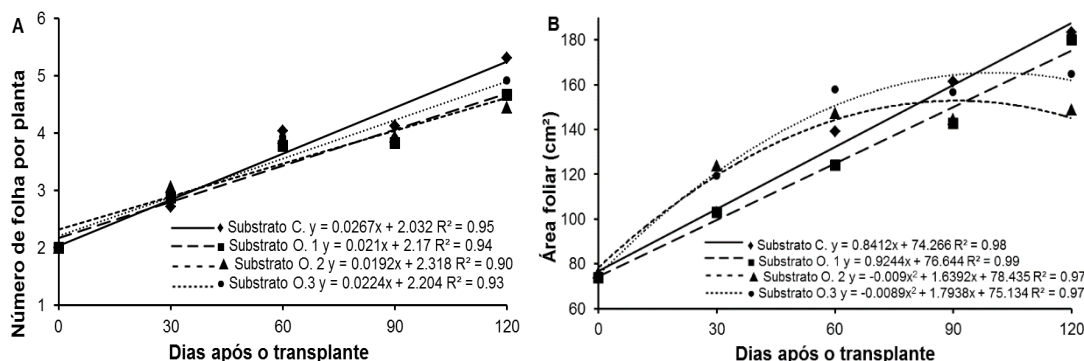 A
Número de folha por planta
6
5
4
3
2
1
Substrato C. y = 0.0267x + 2.032 R² = 0.95
Substrato O. 1 y = 0.021x + 2.17 R² = 0.94
Substrato O. 2 y = 0.0192x + 2.318 R² = 0.90
Substrato O.3 y = 0.0224x + 2.204 R² = 0.93
0 30 60 90 120
Dias após o transplante
B
Área foliar (cm²)
180
160
140
120
100
80
60
Substrato C. y = 0.8412x + 74.266 R² = 0.98
Substrato O. 1 y = 0.9244x + 76.644 R² = 0.99
Substrato O. 2 y = -0.009x² + 1.6392x + 78.435 R² = 0.97
Substrato O.3 y = -0.0089x² + 1.7938x + 75.134 R² = 0.97
0 30 60 90 120
Dias após o transplante